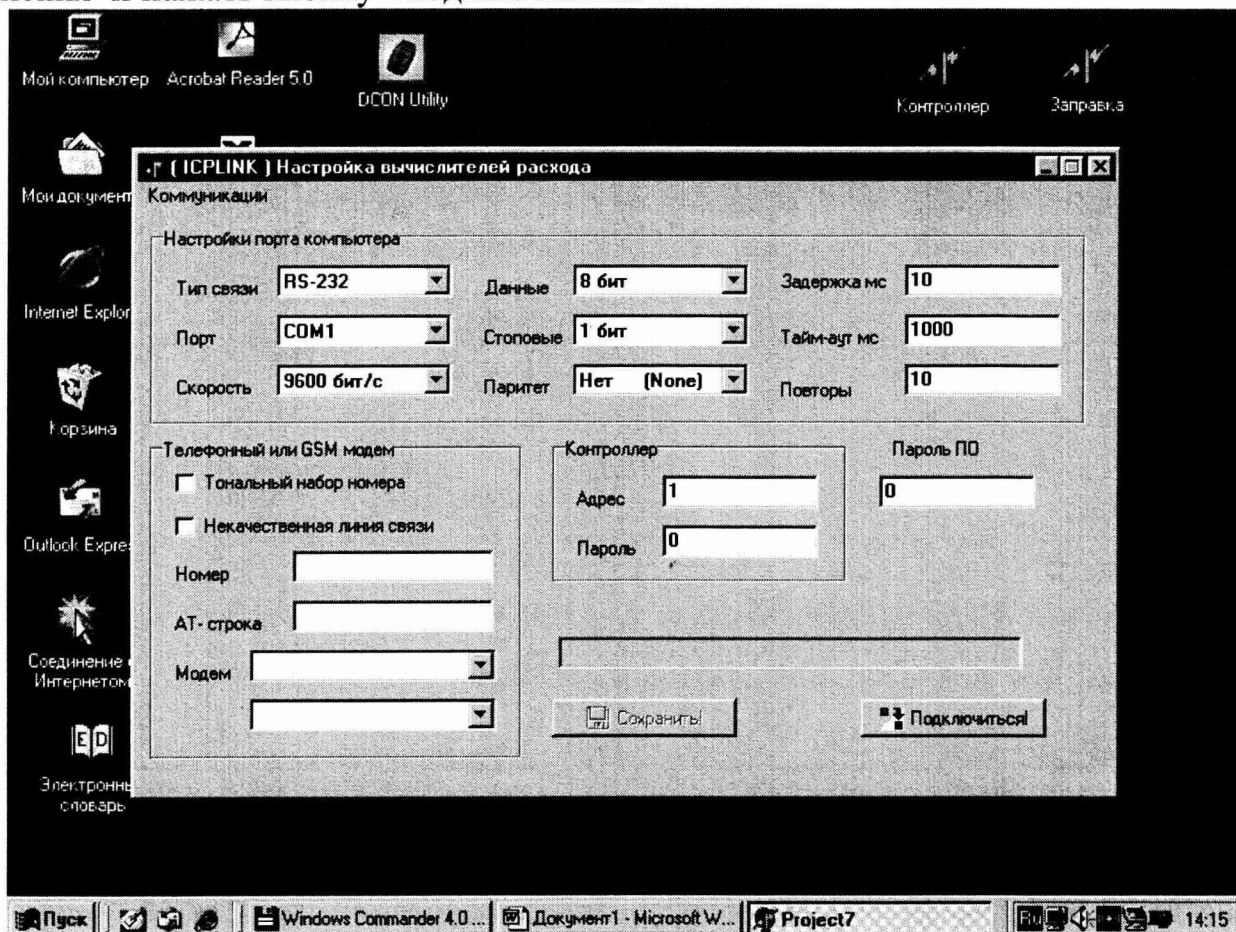 Мой компьютер
Acrobat Reader 5.0
DCON Utility
Контроллер
Заправка
( ICPLINK ) Настройка вычислителей расхода
Мои документ
Коммуникации
Настройки порта компьютера
Тип связи RS-232
Данные 8 бит
Задержка мс 10
Internet Explor
Порт COM1
Стоповые 1 бит
Тайм-аут мс 1000
Скорость 9600 бит/с
Паритет Нет (None)
Повторы 10
Корзина
Телефонный или GSM модем
Контроллер
Пароль ПО
Тональный набор номера
Адрес 1
0
Некачественная линия связи
Пароль 0
Outlook Expre
Номер
АТ- строка
Соединение
Интернетом
Модем
Сохранить!
Подключиться!
Электронны
словарь
Пуск
Windows Commander 4.0 ...
Документ1 - Microsoft W...
Project7
Ru
14:15